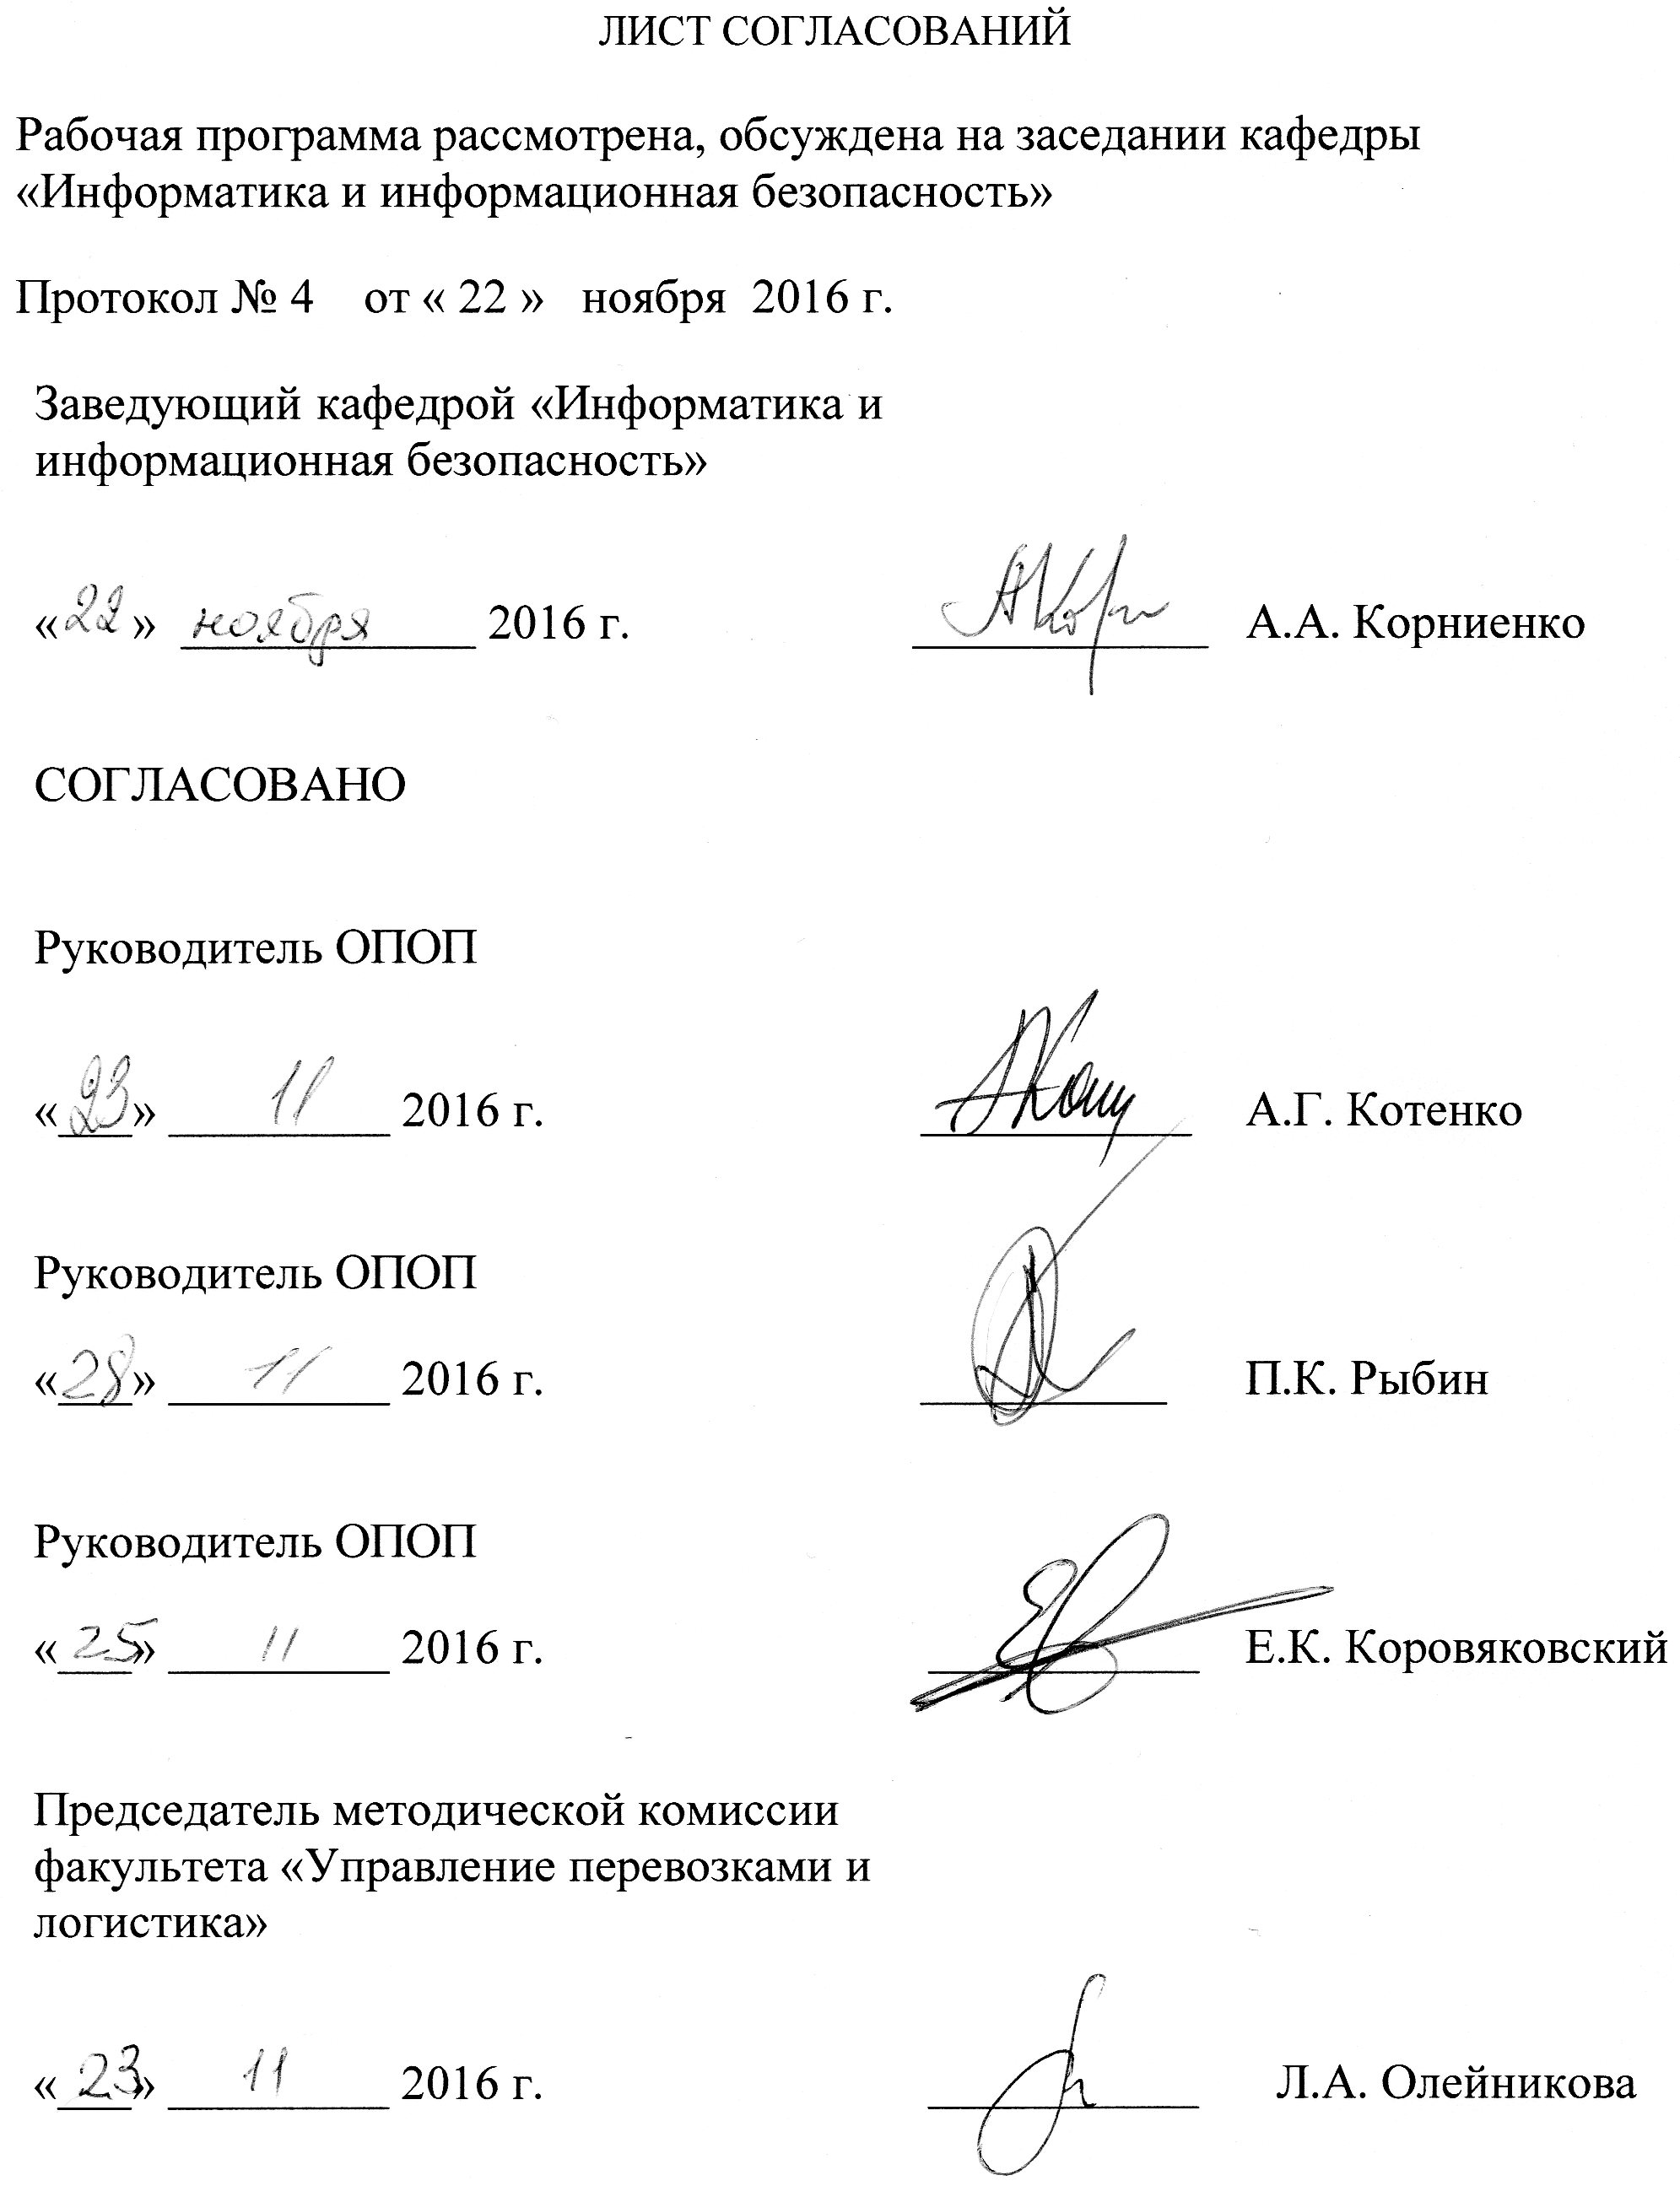 ЛИСТ СОГЛАСОВАНИЙ
Рабочая программа рассмотрена, обсуждена на заседании кафедры
«Информатика и информационная безопасность»
Протокол № 4 от « 22 » ноября 2016 г.
Заведующий кафедрой «Информатика и
информационная безопасность»
«22» ноября 2016 г. А.А. Корниенко
СОГЛАСОВАНО
Руководитель ОПОП
«23» 11 2016 г. А.Г. Котенко
Руководитель ОПОП
«28» 11 2016 г. П.К. Рыбин
Руководитель ОПОП
«25» 11 2016 г. Е.К. Коровяковский
Председатель методической комиссии
факультета «Управление перевозками и
логистика»
«23» 11 2016 г. Л.А. Олейникова